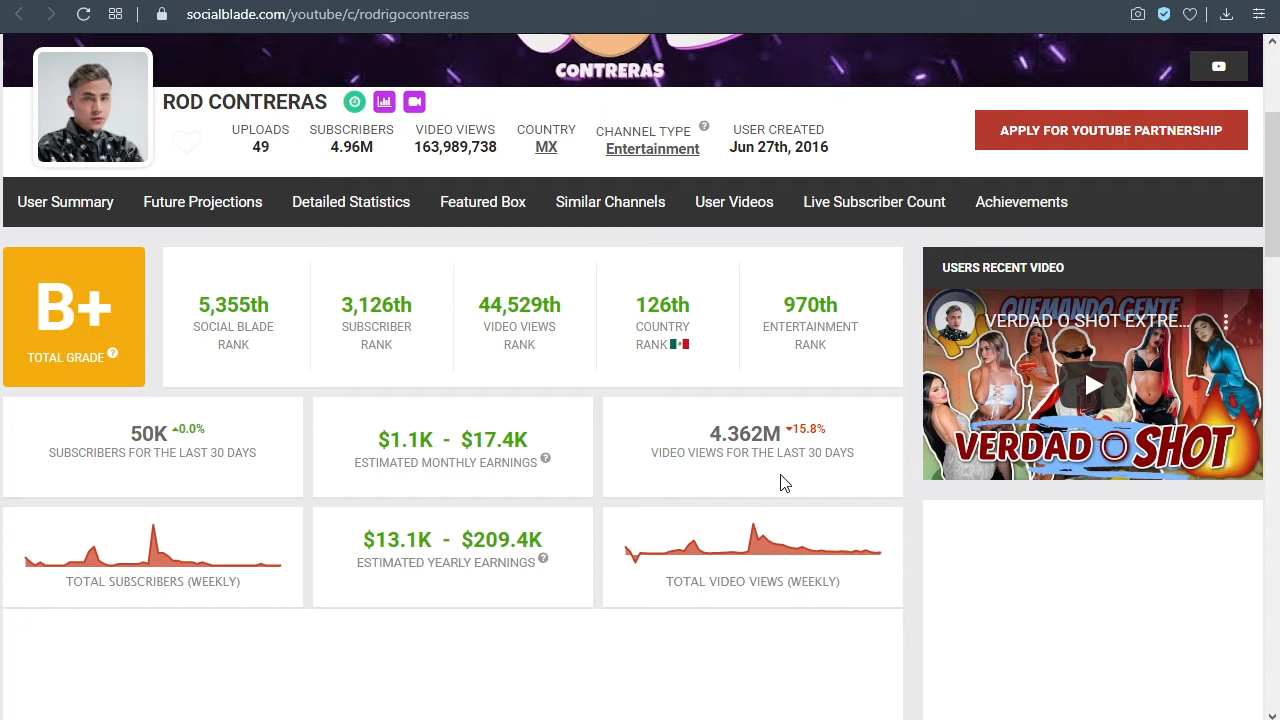 socialblade.com/youtube/c/rodrigocontrerass
CONTRERAS
ROD CONTRERAS
UPLOADS
49
SUBSCRIBERS
4.96M
VIDEO VIEWS
163,989,738
COUNTRY
MX
CHANNEL TYPE ?
Entertainment
USER CREATED
Jun 27th, 2016
APPLY FOR YOUTUBE PARTNERSHIP
User Summary Future Projections Detailed Statistics Featured Box Similar Channels User Videos Live Subscriber Count Achievements
B+
TOTAL GRADE ?
5,355th
SOCIAL BLADE
RANK
3,126th
SUBSCRIBER
RANK
44,529th
VIDEO VIEWS
RANK
126th
COUNTRY
RANK
970th
ENTERTAINMENT
RANK
USERS RECENT VIDEO
QUEMANDO GENTE
VERDAD O SHOT EXTRE...
VERDAD O SHOT
50K 0.0%
SUBSCRIBERS FOR THE LAST 30 DAYS
$1.1K - $17.4K
ESTIMATED MONTHLY EARNINGS ?
4.362M 15.8%
VIDEO VIEWS FOR THE LAST 30 DAYS
TOTAL SUBSCRIBERS (WEEKLY)
$13.1K - $209.4K
ESTIMATED YEARLY EARNINGS ?
TOTAL VIDEO VIEWS (WEEKLY)